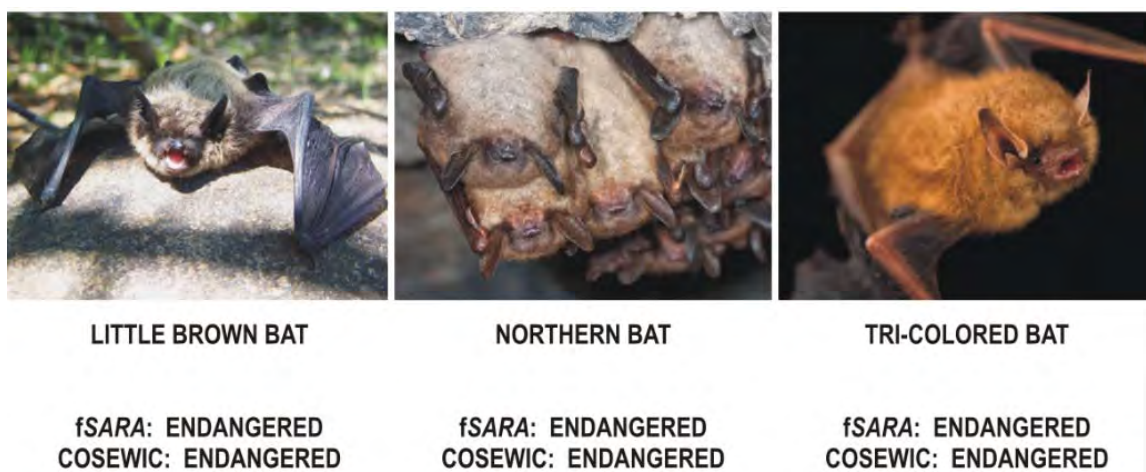 LITTLE BROWN BAT
NORTHERN BAT
TRI-COLORED BAT
fSARA: ENDANGERED
COSEWIC: ENDANGERED
fSARA: ENDANGERED
COSEWIC: ENDANGERED
fSARA: ENDANGERED
COSEWIC: ENDANGERED